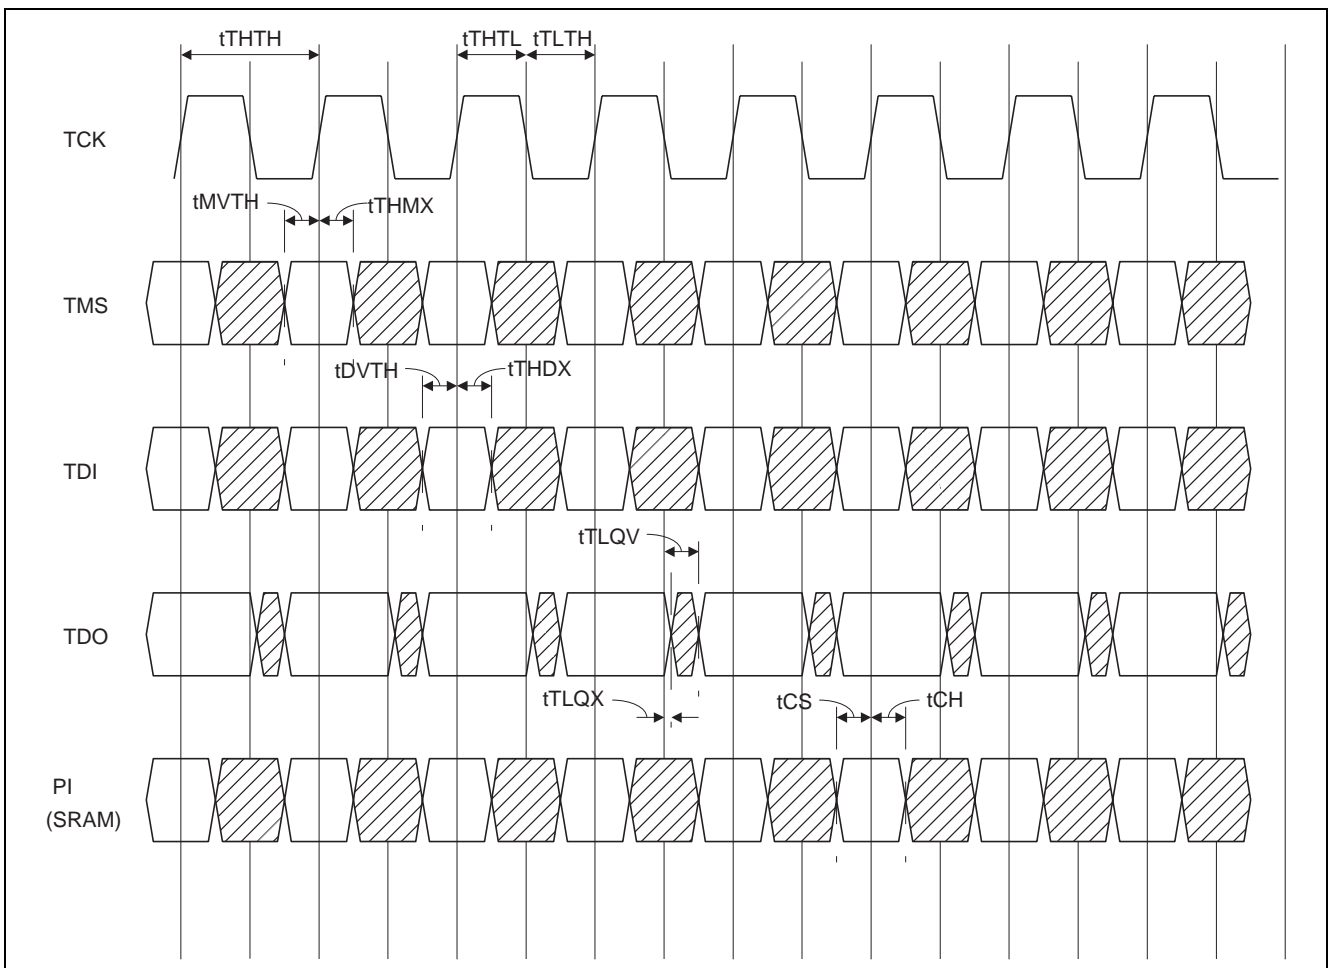 tTHTH
tTHTL
tTLTH
TCK
tMVTH
tTHMX
TMS
tDVTH
tTHDX
TDI
tTLQV
TDO
tTLQX
tCS
tCH
PI
(SRAM)